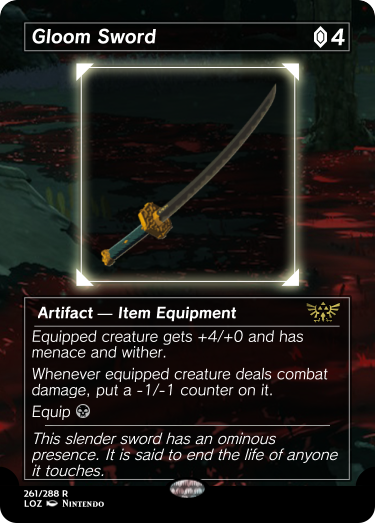 Gloom Sword 4
Artifact — Item Equipment
Equipped creature gets +4/+0 and has
menace and wither.
Whenever equipped creature deals combat
damage, put a -1/-1 counter on it.
Equip
This slender sword has an ominous
presence. It is said to end the life of anyone
it touches.
261/288 R
LOZ Nintendo